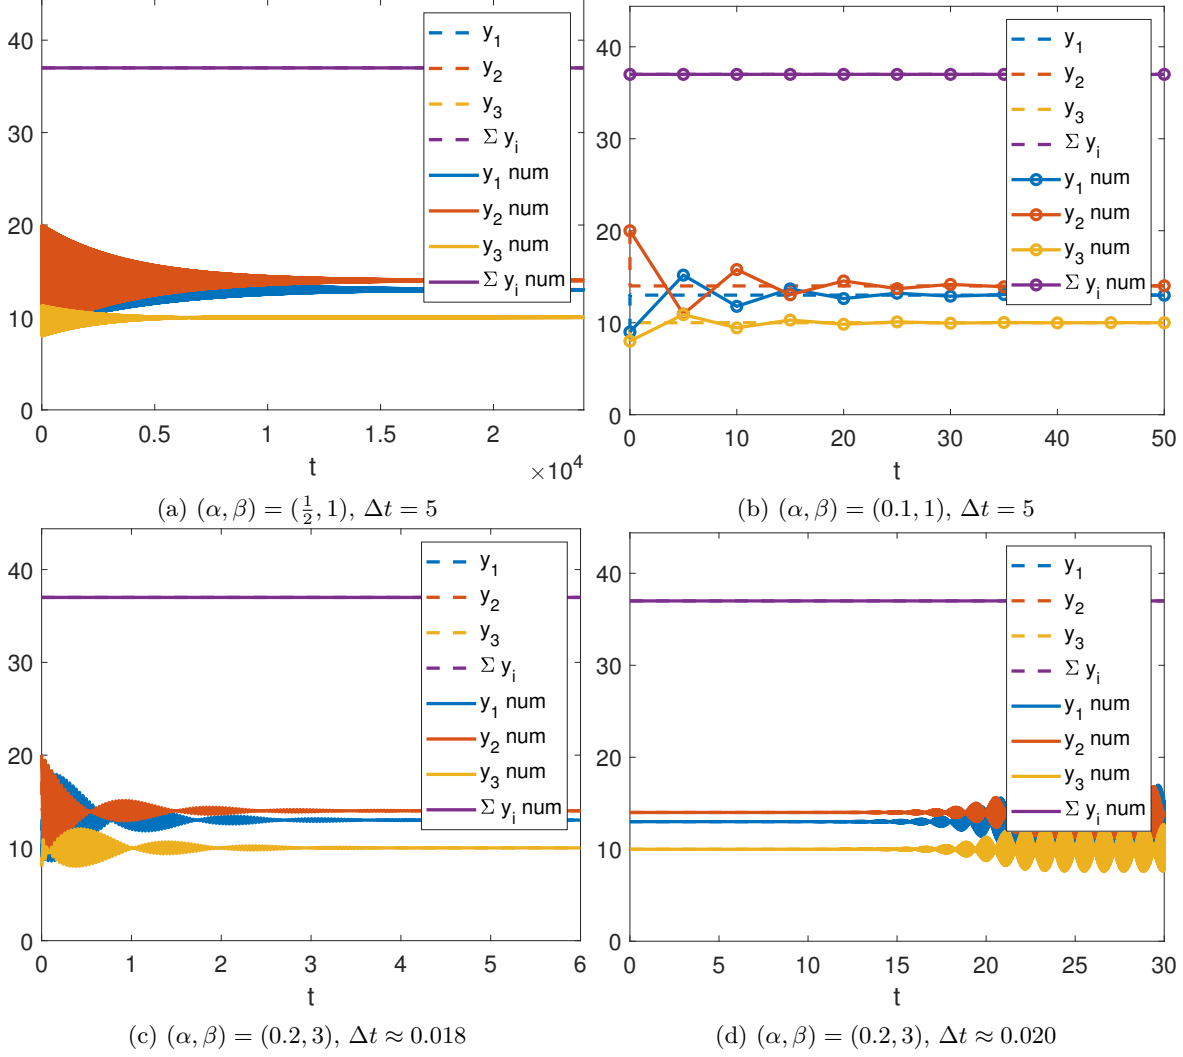 40
30
20
10
0
y1
y2
y3
Σ yi
y1 num
y2 num
y3 num
Σ yi num
0 0.5 1 1.5 2
t
×10^4
(a) (α, β) = (1/2, 1), Δt = 5
40
30
20
10
0
y1
y2
y3
Σ yi
y1 num
y2 num
y3 num
Σ yi num
0 10 20 30 40 50
t
(b) (α, β) = (0.1, 1), Δt = 5
40
30
20
10
0
y1
y2
y3
Σ yi
y1 num
y2 num
y3 num
Σ yi num
0 1 2 3 4 5 6
t
(c) (α, β) = (0.2, 3), Δt ≈ 0.018
40
30
20
10
0
y1
y2
y3
Σ yi
y1 num
y2 num
y3 num
Σ yi num
0 5 10 15 20 25 30
t
(d) (α, β) = (0.2, 3), Δt ≈ 0.020